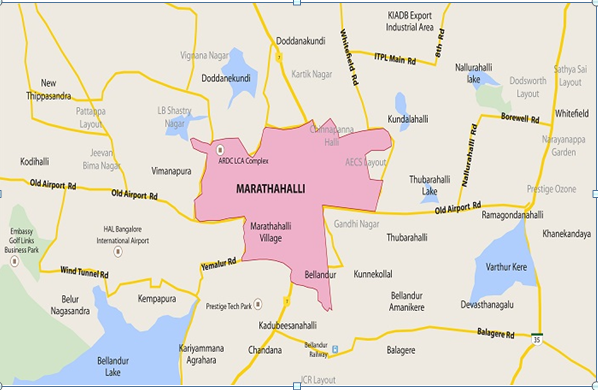 KIADB Export
Industrial Area
Doddanakundi
Whitefield Rd
ITPL Main Rd
8th Rd
Vignana Nagar
Kartik Nagar
Nallurahalli
lake
Sathya Sai
Layout
Dodsworth
Layout
New
Thippasandra
Doddanekundi
Pattappa
Layout
LB Shastry
Nagar
Kundalahalli
Borewell Rd
Whitefield
Chinnapanna
Halli
Nallurahalli Rd
Narayanappa
Garden
Kodihalli
Jeevan
Bima Nagar
Vimanapura
ARDC LCA Complex
AECS Layout
Old Airport Rd
Old Airport Rd
MARATHAHALLI
Thubarahalli
Lake
Prestige Ozone
Old Airport Rd
Ramagondanahalli
Embassy
Golf Links
Business Park
HAL Bangalore
International Airport
Marathahalli
Village
Gandhi Nagar
Thubarahalli
Khanekandaya
Wind Tunnel Rd
Yemalur Rd
Bellandur
Kunnekollal
Varthur Kere
Belur
Nagasandra
Kempapura
Prestige Tech Park
Bellandur
Amanikere
Devasthanagalu
Kadubeesanahalli
Balagere Rd
35
Bellandur
Lake
Kariyammana
Agrahara
Chandana
Bellandur
Railway
Balagere
JCR Layout